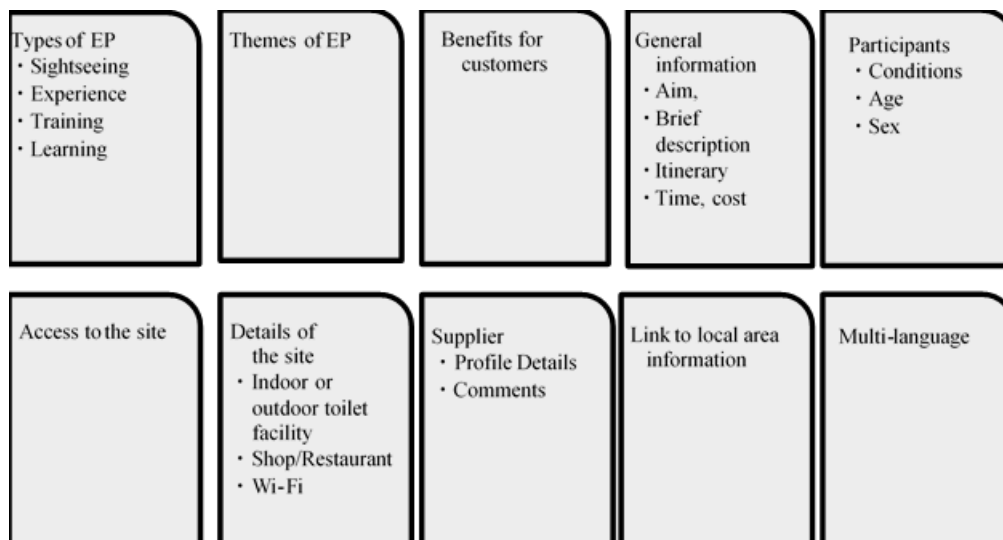 Types of EP
・Sightseeing
・Experience
・Training
・Learning
Themes of EP
Benefits for
customers
General
information
・Aim,
・Brief
description
・Itinerary
・Time, cost
Participants
・Conditions
・Age
・Sex
Access to the site
Details of
the site
・Indoor or
outdoor toilet
facility
・Shop/Restaurant
・Wi-Fi
Supplier
・Profile Details
・Comments
Link to local area
information
Multi-language